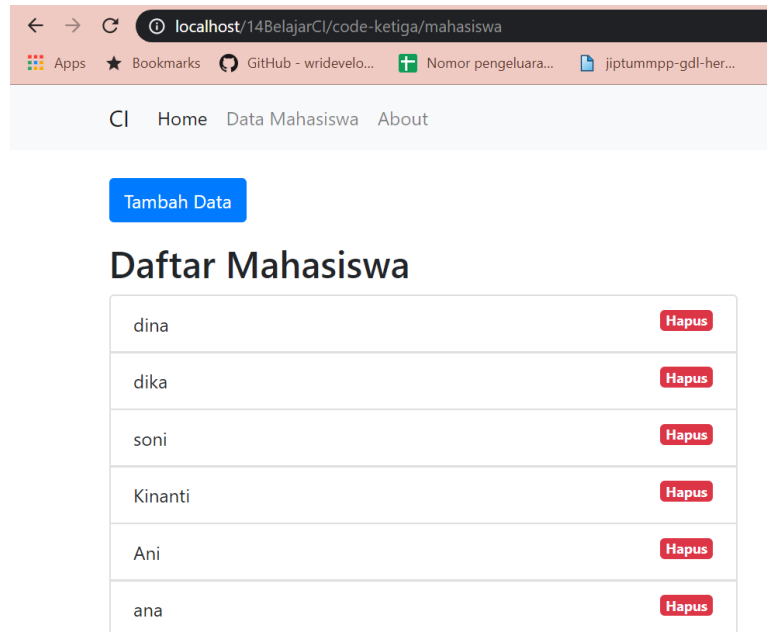 localhost/14BelajarCI/code-ketiga/mahasiswa
Apps Bookmarks GitHub - wridevelo... Nomor pengeluara... jiptummpp-gdl-her...
CI Home Data Mahasiswa About
Tambah Data
Daftar Mahasiswa
dina Hapus
dika Hapus
soni Hapus
Kinanti Hapus
Ani Hapus
ana Hapus